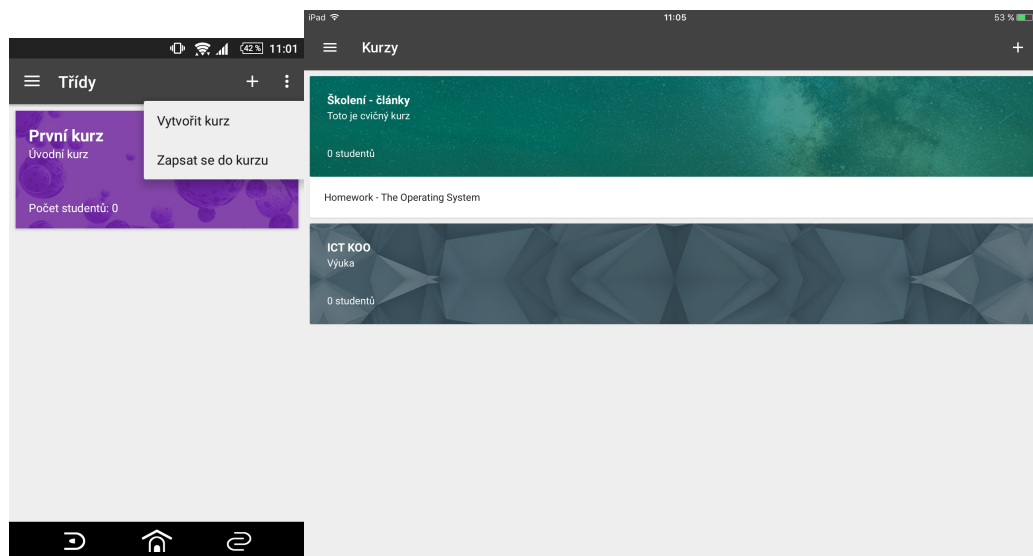 42 % 11:01
Třídy
Vytvořit kurz
Zapsat se do kurzu
První kurz
Úvodní kurz
Počet studentů: 0
iPad 11:05 53 %
Kurzy
Školení - články
Toto je cvičný kurz
0 studentů
Homework - The Operating System
ICT KOO
Výuka
0 studentů